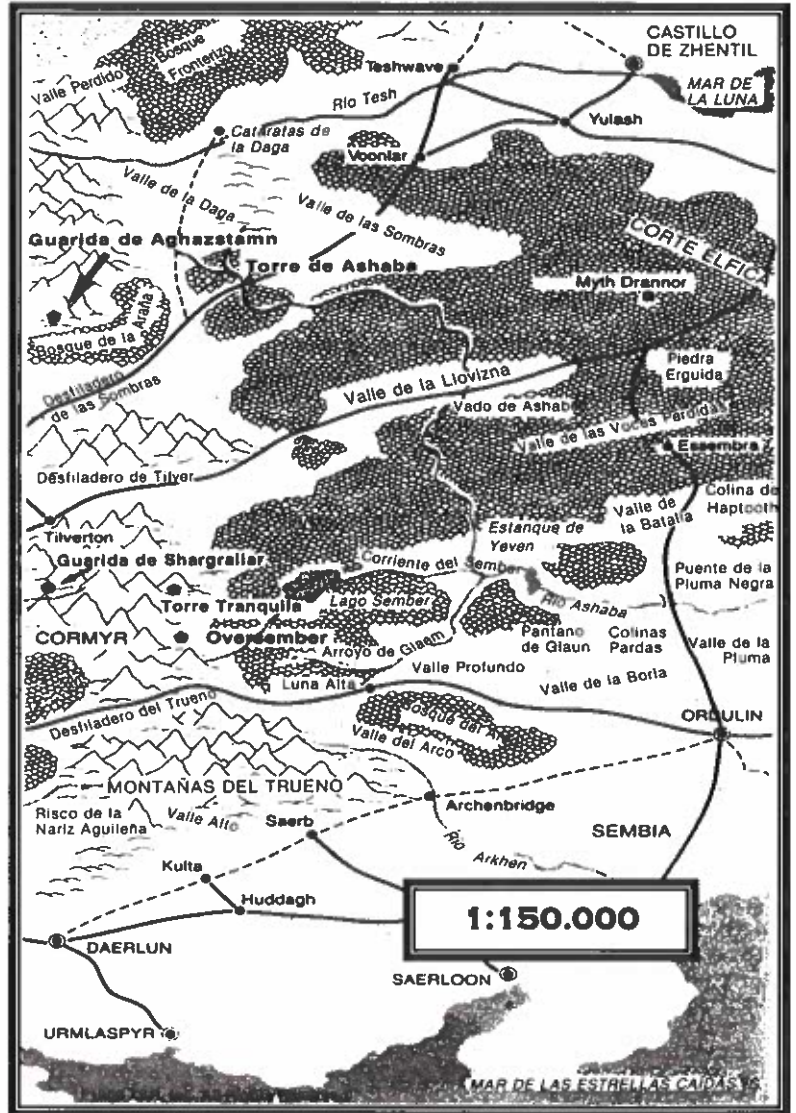 CASTILLO
DE ZHENTIL
Bosque
Fronterizo
Valle Perdido
Teshwave
MAR DE
LA LUNA
Río Tesh
Yulash
Cataratas de
la Daga
Voonlar
Valle de la Daga
Valle de las Sombras
CORTE ELFICA
Guarida de Aghazstamn
Torre de Ashaba
Myth Drannor
Bosque de la Araña
Piedra
Erguida
Desfiladero
de las Sombras
Valle de la Llovizna
Vado de Ashaba
Valle de las Voces Perdidas
Essembra
Desfiladero de Tilver
Colina de
Haptooth
Valle de
la Batalla
Tilverton
Estanque de
Yeven
Guarida de Shargrailar
Corriente del Sember
Puente de la
Pluma Negra
Torre Tranquila
Lago Sember
Río Ashaba
CORMYR
Oversember
Arroyo de Glaem
Pantano
de Glaun
Colinas
Pardas
Valle de la
Pluma
Valle Profundo
Luna Alta
Valle de la Borla
Desfiladero del Trueno
Bosque del
Valle del Arco
ORDULIN
MONTAÑAS DEL TRUENO
Archenbridge
Risco de la
Nariz Aguileña
Valle Alto
Saerb
SEMBIA
Río Arkhen
Kulta
Huddagh
1:150.000
DAERLUN
SAERLOON
URMLASPYR
MAR DE LAS ESTRELLAS CAÍDAS